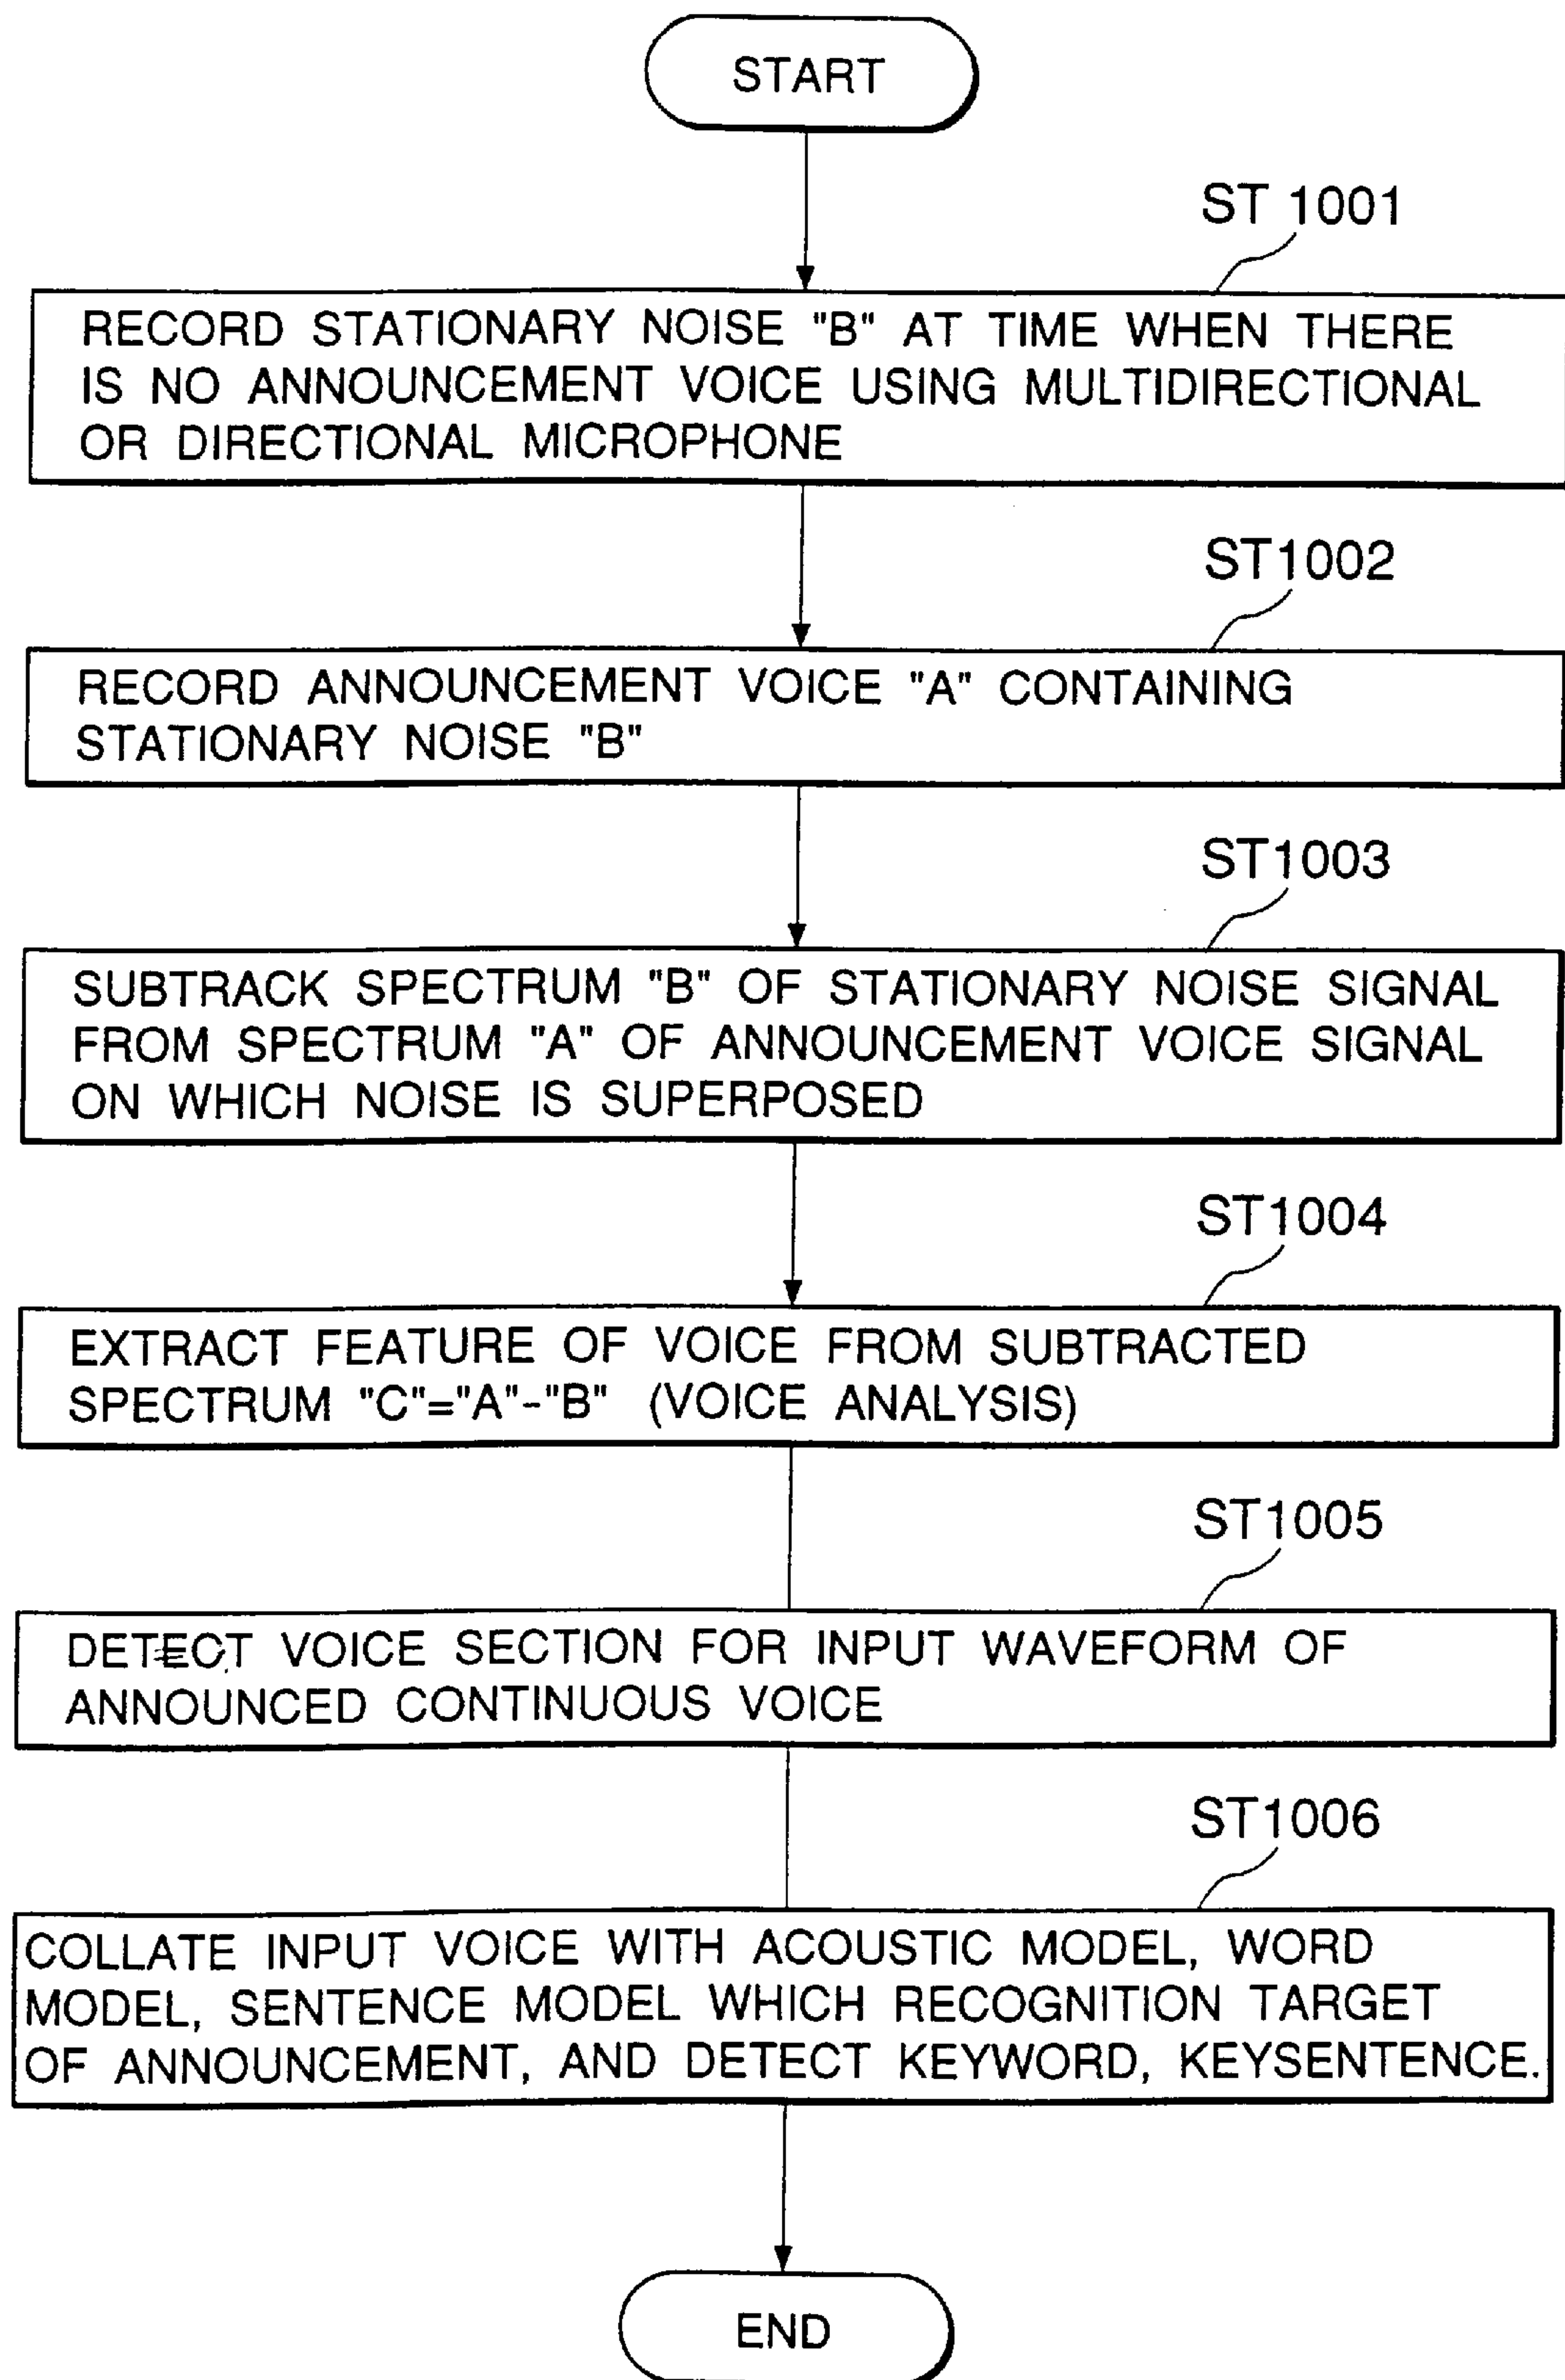 START
ST 1001
RECORD STATIONARY NOISE "B" AT TIME WHEN THERE
IS NO ANNOUNCEMENT VOICE USING MULTIDIRECTIONAL
OR DIRECTIONAL MICROPHONE
ST1002
RECORD ANNOUNCEMENT VOICE "A" CONTAINING
STATIONARY NOISE "B"
ST1003
SUBTRACK SPECTRUM "B" OF STATIONARY NOISE SIGNAL
FROM SPECTRUM "A" OF ANNOUNCEMENT VOICE SIGNAL
ON WHICH NOISE IS SUPERPOSED
ST1004
EXTRACT FEATURE OF VOICE FROM SUBTRACTED
SPECTRUM "C"="A"-"B" (VOICE ANALYSIS)
ST1005
DETECT VOICE SECTION FOR INPUT WAVEFORM OF
ANNOUNCED CONTINUOUS VOICE
ST1006
COLLATE INPUT VOICE WITH ACOUSTIC MODEL, WORD
MODEL, SENTENCE MODEL WHICH RECOGNITION TARGET
OF ANNOUNCEMENT, AND DETECT KEYWORD, KEYSENTENCE.
END